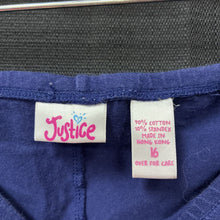 Justice
90% COTTON
10% SPANDEX
MADE IN
HONG KONG
16
OVER FOR CARE